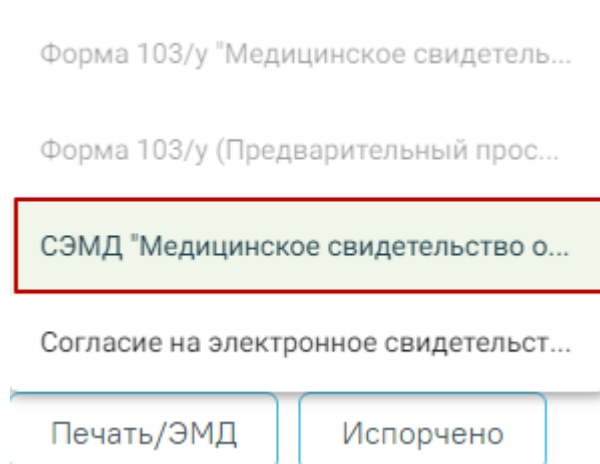 Форма 103/у "Медицинское свидетель...
Форма 103/у (Предварительный прос...
СЭМД "Медицинское свидетельство о...
Согласие на электронное свидетельст...
Печать/ЭМД Испорчено